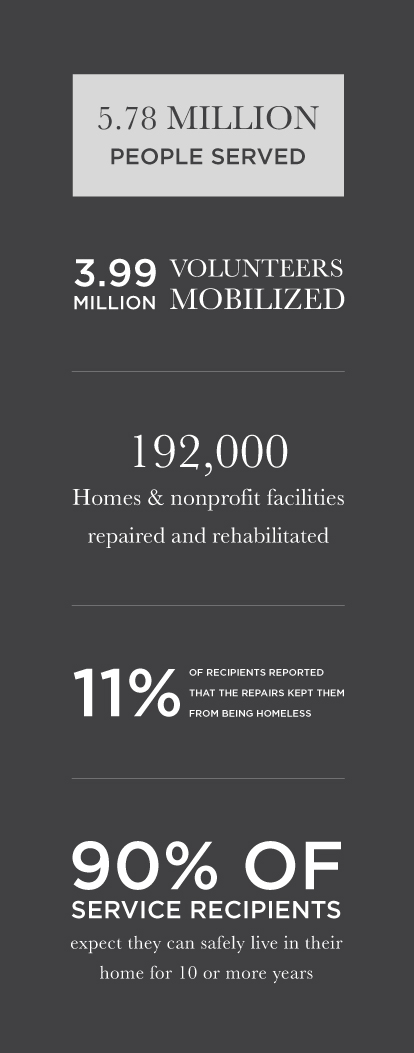 5.78 MILLION
PEOPLE SERVED
3.99 VOLUNTEERS
MILLION MOBILIZED
192,000
Homes & nonprofit facilities
repaired and rehabilitated
11%
OF RECIPIENTS REPORTED
THAT THE REPAIRS KEPT THEM
FROM BEING HOMELESS
90% OF
SERVICE RECIPIENTS
expect they can safely live in their
home for 10 or more years